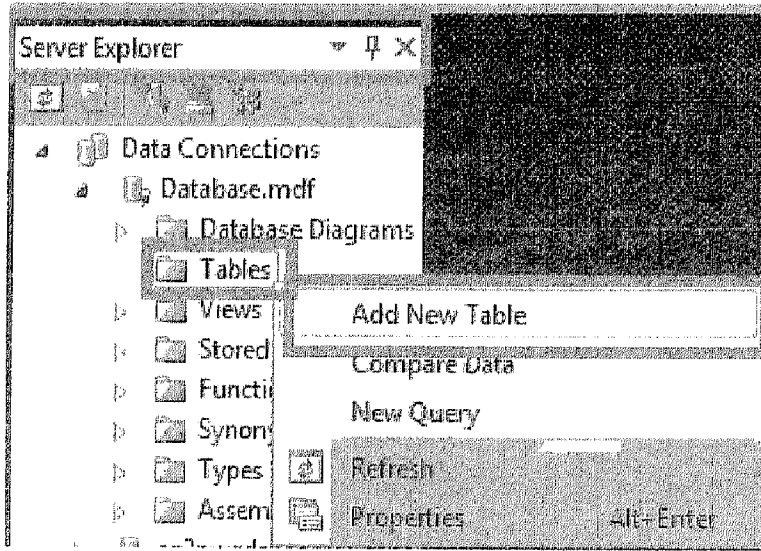 Server Explorer
Data Connections
Database.mdf
Database Diagrams
Tables
Views
Stored
Functi
Synony
Types
Assem
Add New Table
Compare Data
New Query
Refresh
Properties Alt+Enter